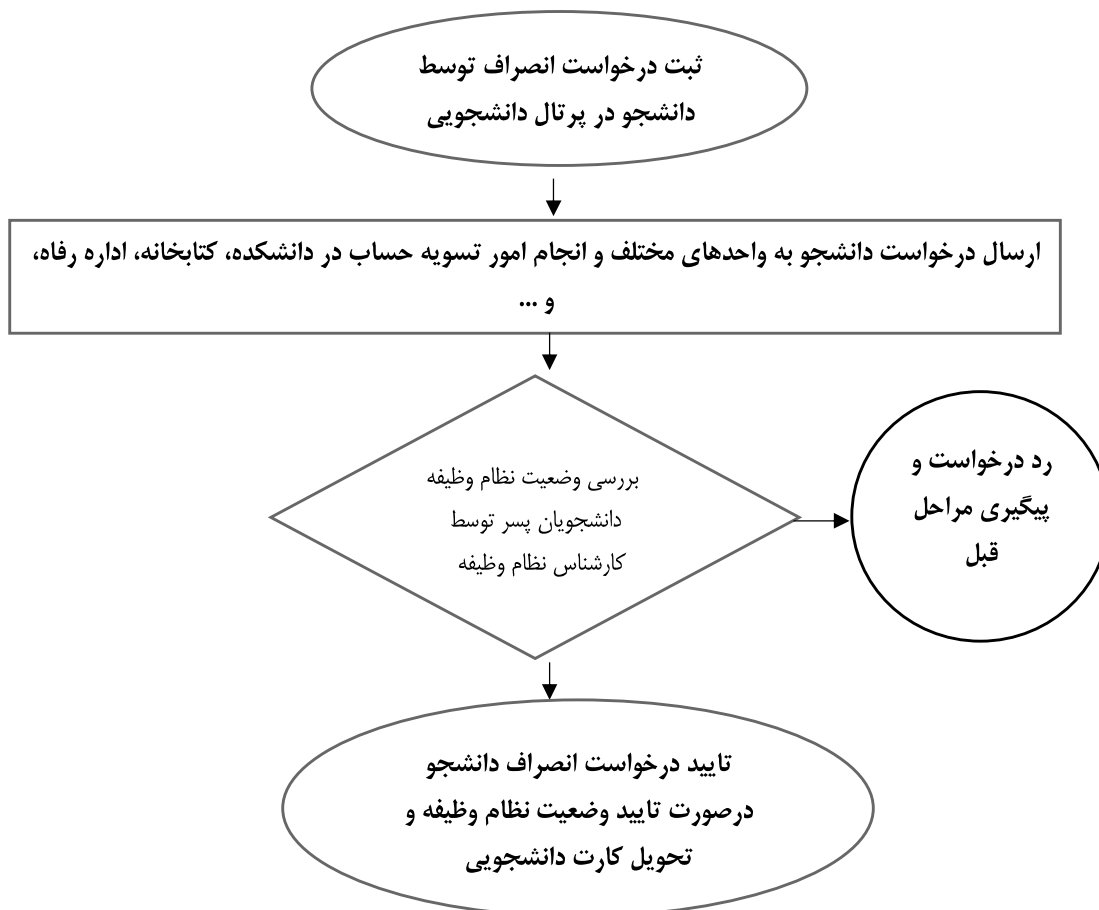 ثبت درخواست انصراف توسط
دانشجو در پرتال دانشجویی
ارسال درخواست دانشجو به واحدهای مختلف و انجام امور تسویه حساب در دانشکده، کتابخانه، اداره رفاه،
و ...
بررسی وضعیت نظام وظیفه
دانشجویان پسر توسط
کارشناس نظام وظیفه
رد درخواست و
پیگیری مراحل
قبل
تایید درخواست انصراف دانشجو
درصورت تایید وضعیت نظام وظیفه و
تحویل کارت دانشجویی